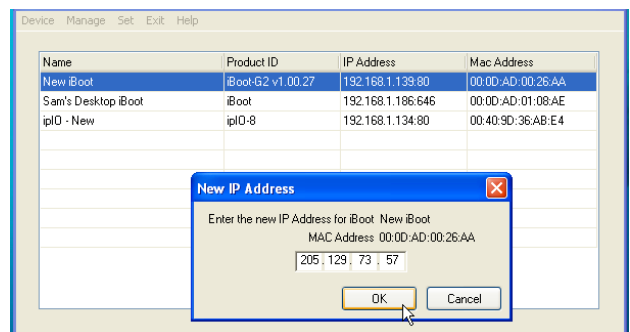 Device Manage Set Exit Help
Name Product ID IP Address Mac Address
New iBoot iBoot-G2 v1.00.27 192.168.1.139:80 00:0D:AD:00:26:AA
Sam's Desktop iBoot iBoot 192.168.1.186:646 00:0D:AD:01:08:AE
ipIO - New ipIO-8 192.168.1.134:80 00:40:9D:36:AB:E4
New IP Address
Enter the new IP Address for iBoot New iBoot
MAC Address 00:0D:AD:00:26:AA
205 . 129 . 73 . 57
OK Cancel